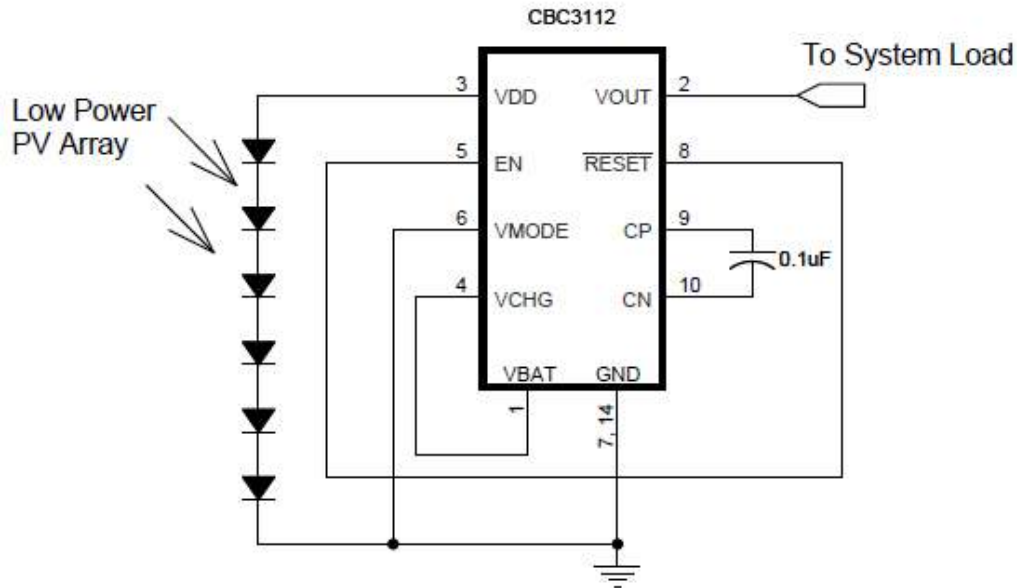 CBC3112
To System Load
Low Power
PV Array
3 VDD VOUT 2
5 EN RESET 8
6 VMODE CP 9
0.1uF
4 VCHG CN 10
VBAT GND
1 7, 14